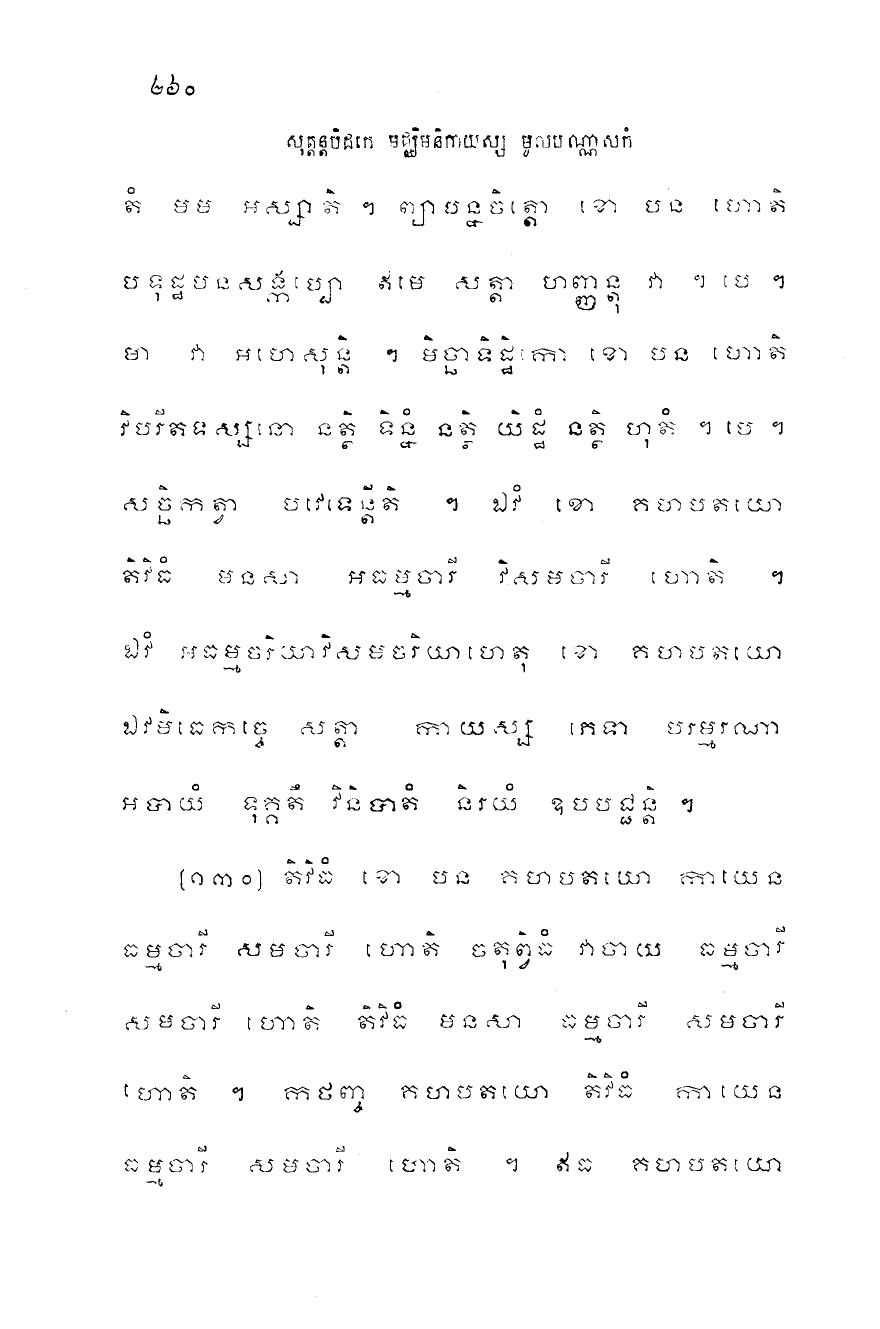 ២៦០
សុត្តន្តបិដកេ មជ្ឈិមនិកាយស្ស មូលបណ្ណាសកំ
តំ មម អស្សាតិ ។ ព្យាបន្នចិត្តោ ខោ បន ហោតិ
បទុដ្ឋមនសង្កប្បោ ឥមេ សត្តា ហញ្ញន្តុ វា ។ បេ ។
មា វា អហេសុន្តិ ។ មិច្ឆាទិដ្ឋិកោ ខោ បន ហោតិ
វិបរីតទស្សនោ នត្ថិ ទិន្នំ នត្ថិ យិដ្ឋំ នត្ថិ ហុតំ ។ បេ ។
សច្ឆិកត្វា បវេទេន្តីតិ ។ ឯវំ ខោ គហបតយោ
តិវិធំ មនសា អធម្មចារី វិសមចារី ហោតិ ។
ឯវំ អធម្មចរិយាវិសមចរិយាហេតុ ខោ គហបតយោ
ឯវមិធេកច្ចេ សត្តា កាយស្ស ភេទា បរម្មរណា
អបាយំ ទុគ្គតឹ វិនិបាតំ និរយំ ឧបបជ្ជន្តិ ។
[១៣០] តិវិធំ ខោ បន គហបតយោ កាយេន
ធម្មចារី សមចារី ហោតិ ចតុព្វិធំ វាចាយ ធម្មចារី
សមចារី ហោតិ តិវិធំ មនសា ធម្មចារី សមចារី
ហោតិ ។ កថញ្ច គហបតយោ តិវិធំ កាយេន
ធម្មចារី សមចារី ហោតិ ។ ឥធ គហបតយោ